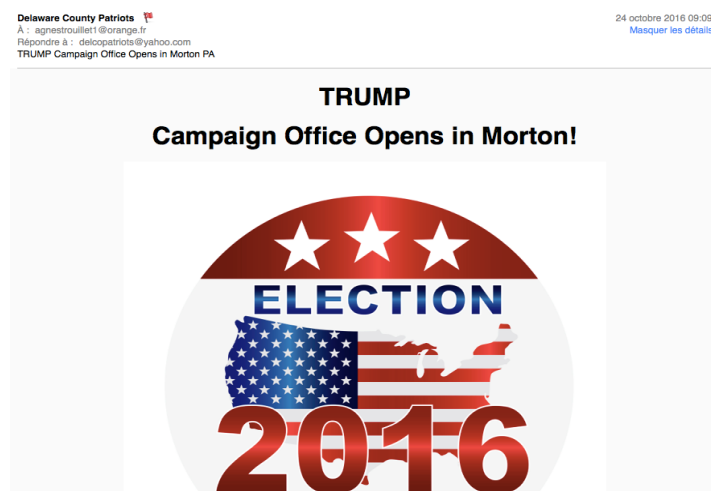 Delaware County Patriots
24 octobre 2016 09:09
À : agnestrouillet1@orange.fr
Masquer les détails
Répondre à : delcopatriots@yahoo.com
TRUMP Campaign Office Opens in Morton PA
TRUMP
Campaign Office Opens in Morton!
ELECTION
2016